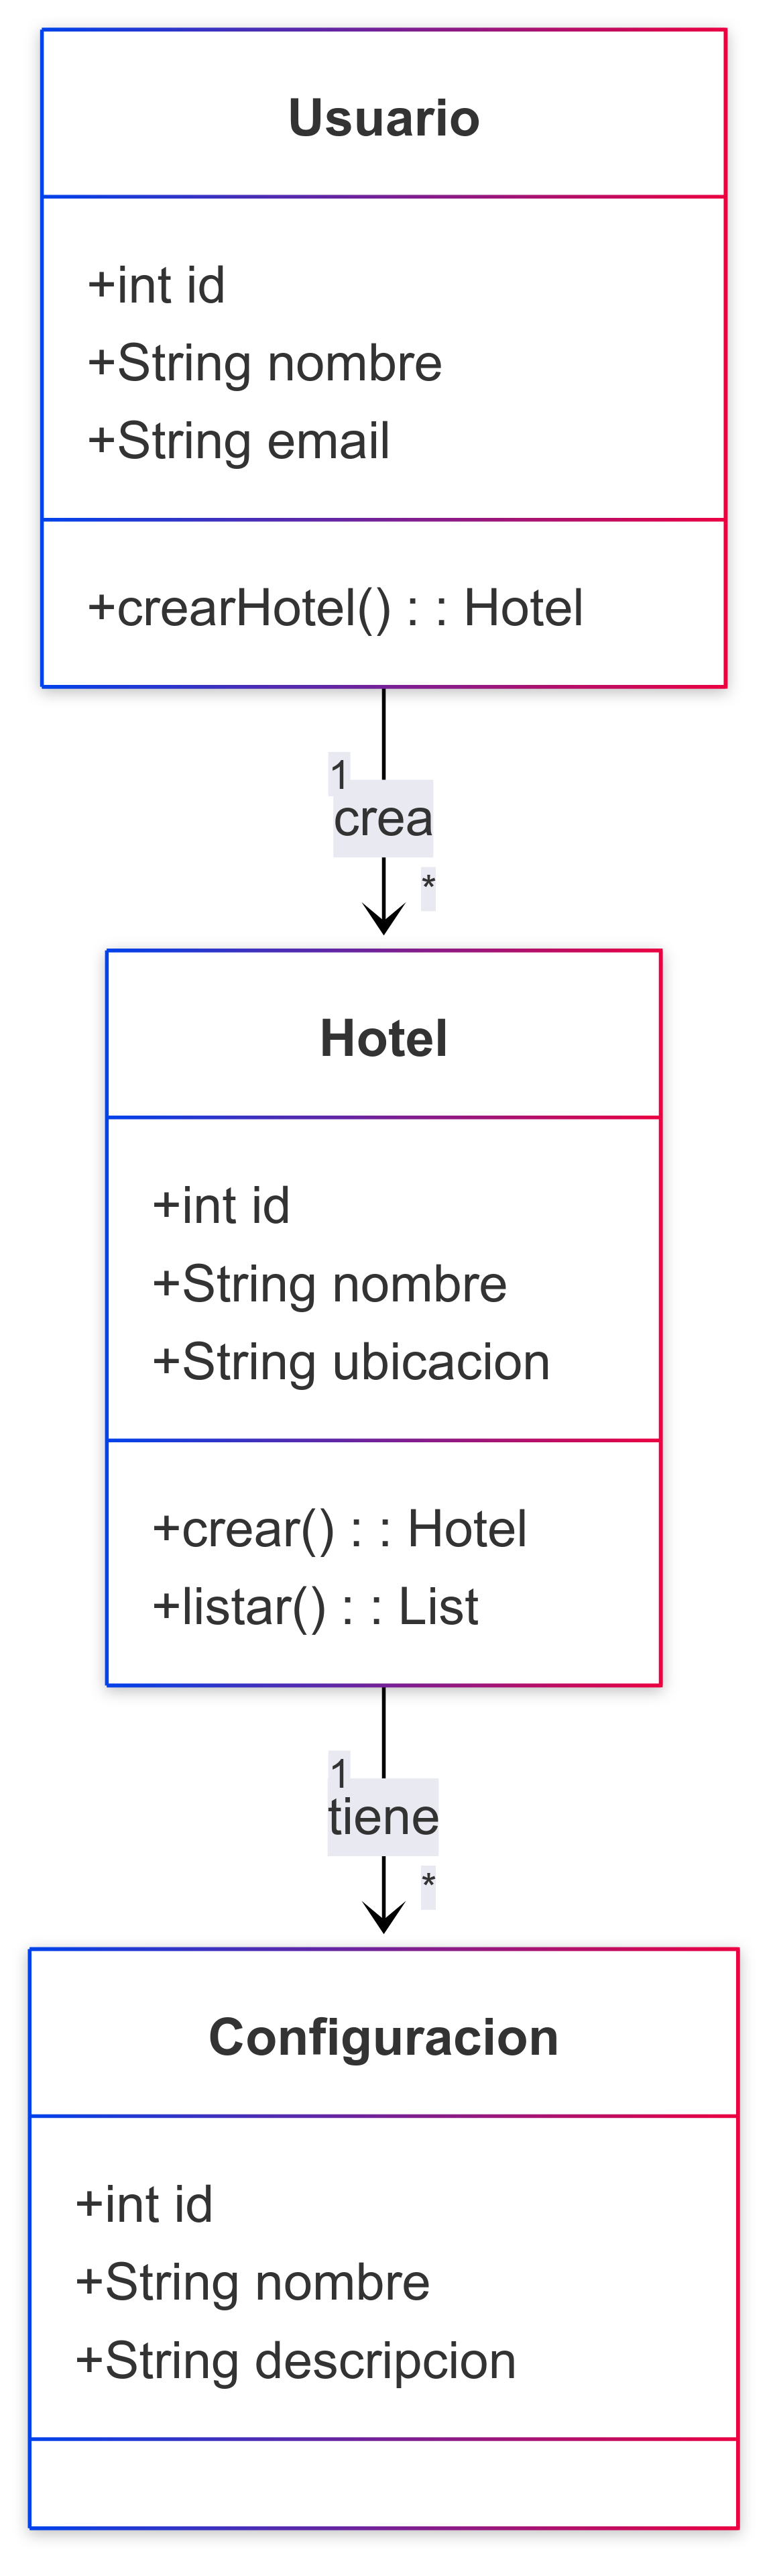 Usuario
+int id
+String nombre
+String email
+crearHotel() : : Hotel
1
crea
*
Hotel
+int id
+String nombre
+String ubicacion
+crear() : : Hotel
+listar() : : List
1
tiene
*
Configuracion
+int id
+String nombre
+String descripcion